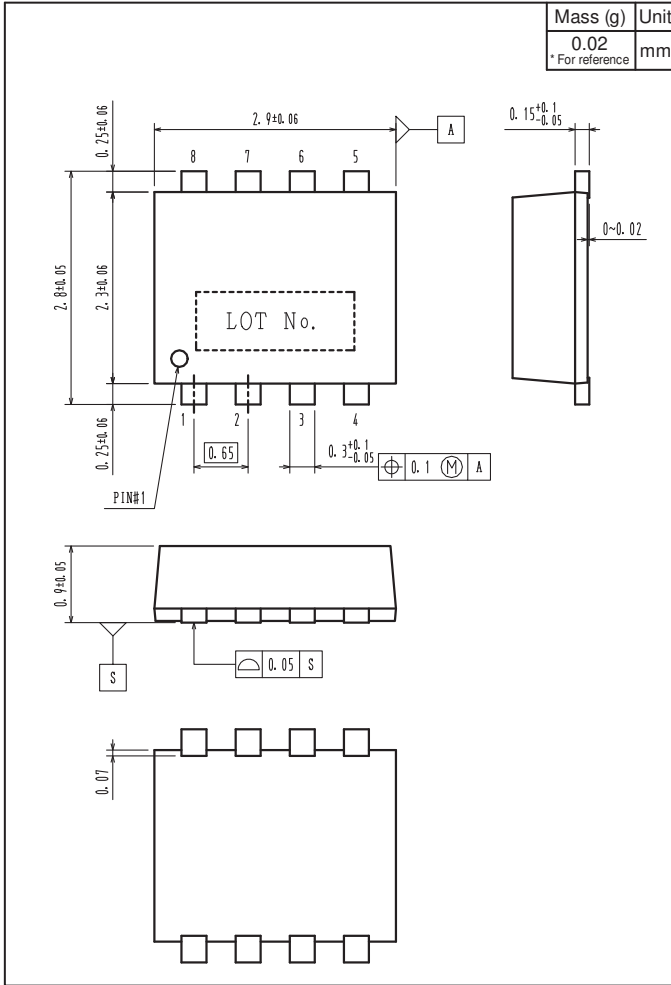 Mass (g) Unit
0.02 mm
* For reference
2.9±0.06
A
0.15+0.1
-0.05
0.25±0.06
8 7 6 5
0~0.02
2.8±0.05
2.3±0.06
LOT No.
1 2 3 4
0.25±0.06
0.65
0.3+0.1
-0.05
0.1 Ⓜ A
PIN#1
0.9±0.05
S
0.05 S
0.07